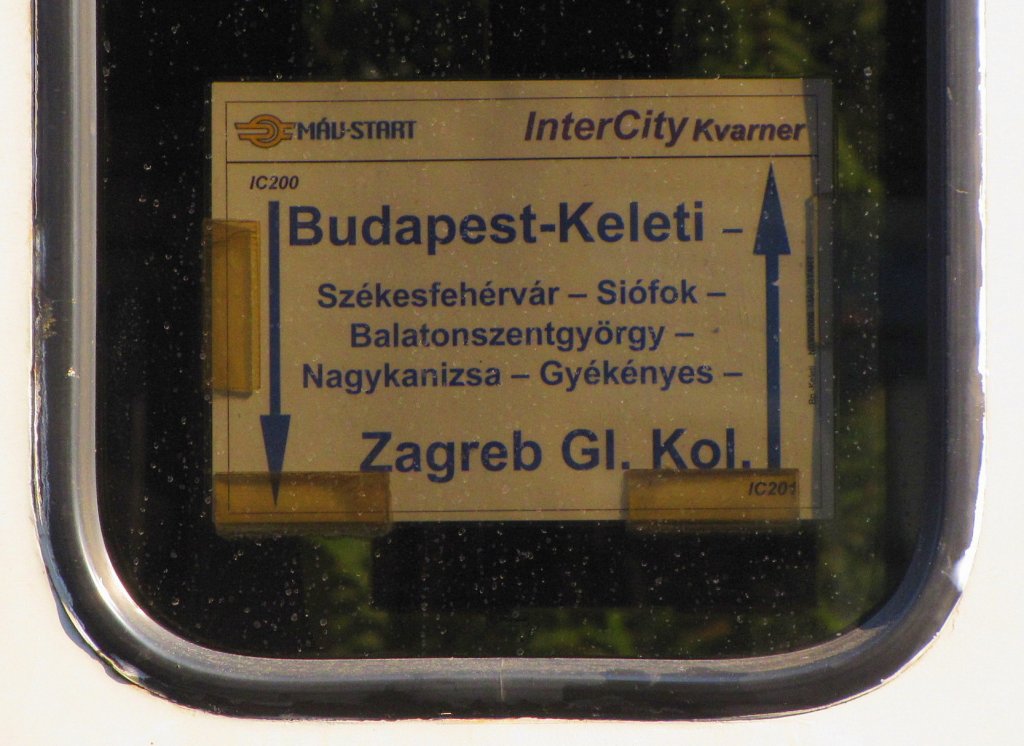 MÁV-START InterCity Kvarner
IC200
Budapest-Keleti –
Székesfehérvár – Siófok –
Balatonszentgyörgy –
Nagykanizsa – Gyékényes –
Zagreb Gl. Kol.
IC201